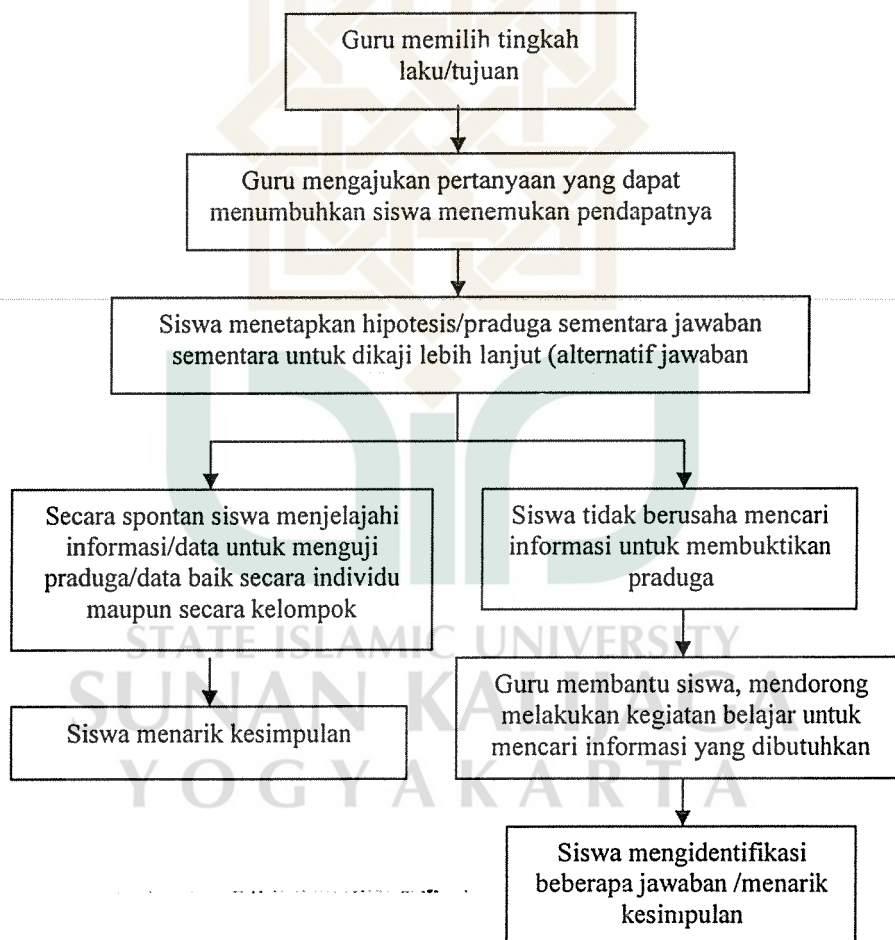 Guru memilih tingkah
laku/tujuan
Guru mengajukan pertanyaan yang dapat
menumbuhkan siswa menemukan pendapatnya
Siswa menetapkan hipotesis/praduga sementara jawaban
sementara untuk dikaji lebih lanjut (alternatif jawaban
Secara spontan siswa menjelajahi
informasi/data untuk menguji
praduga/data baik secara individu
maupun secara kelompok
Siswa tidak berusaha mencari
informasi untuk membuktikan
praduga
STATE ISLAMIC UNIVERSITY
SUNAN KALIJAGA
YOGYAKARTA
Siswa menarik kesimpulan
Guru membantu siswa, mendorong
melakukan kegiatan belajar untuk
mencari informasi yang dibutuhkan
Siswa mengidentifikasi
beberapa jawaban /menarik
kesimpulan